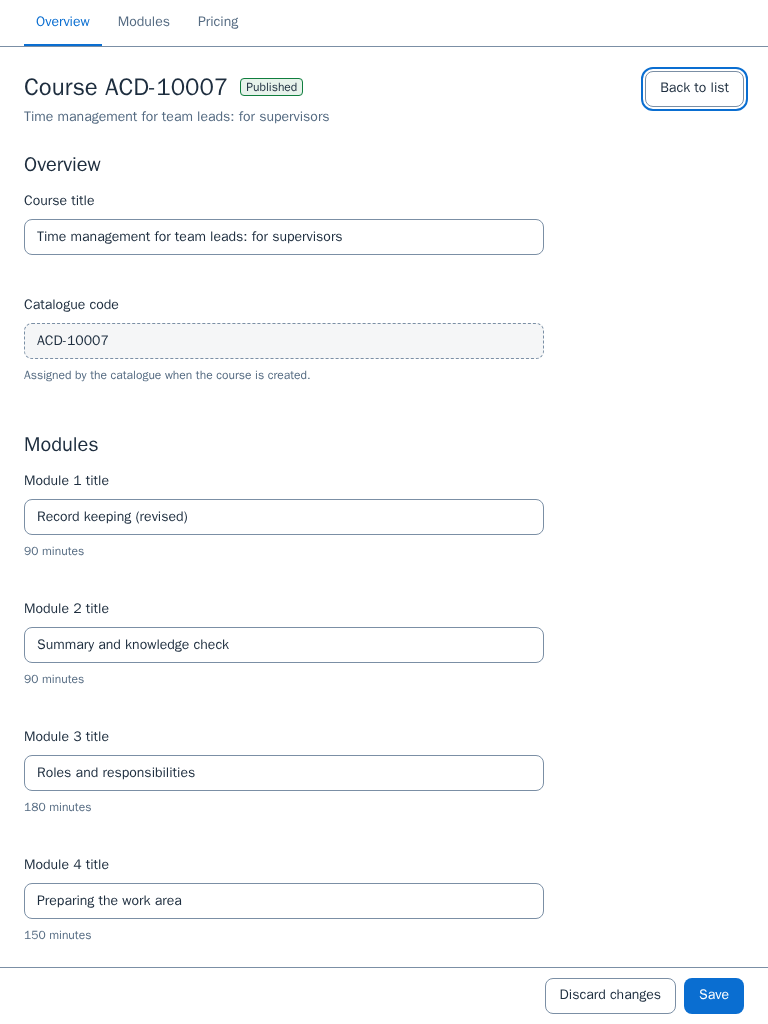 Overview Modules Pricing
Course ACD-10007 Published Back to list
Time management for team leads: for supervisors
Overview
Course title
Time management for team leads: for supervisors
Catalogue code
ACD-10007
Assigned by the catalogue when the course is created.
Modules
Module 1 title
Record keeping (revised)
90 minutes
Module 2 title
Summary and knowledge check
90 minutes
Module 3 title
Roles and responsibilities
180 minutes
Module 4 title
Preparing the work area
150 minutes
Discard changes Save